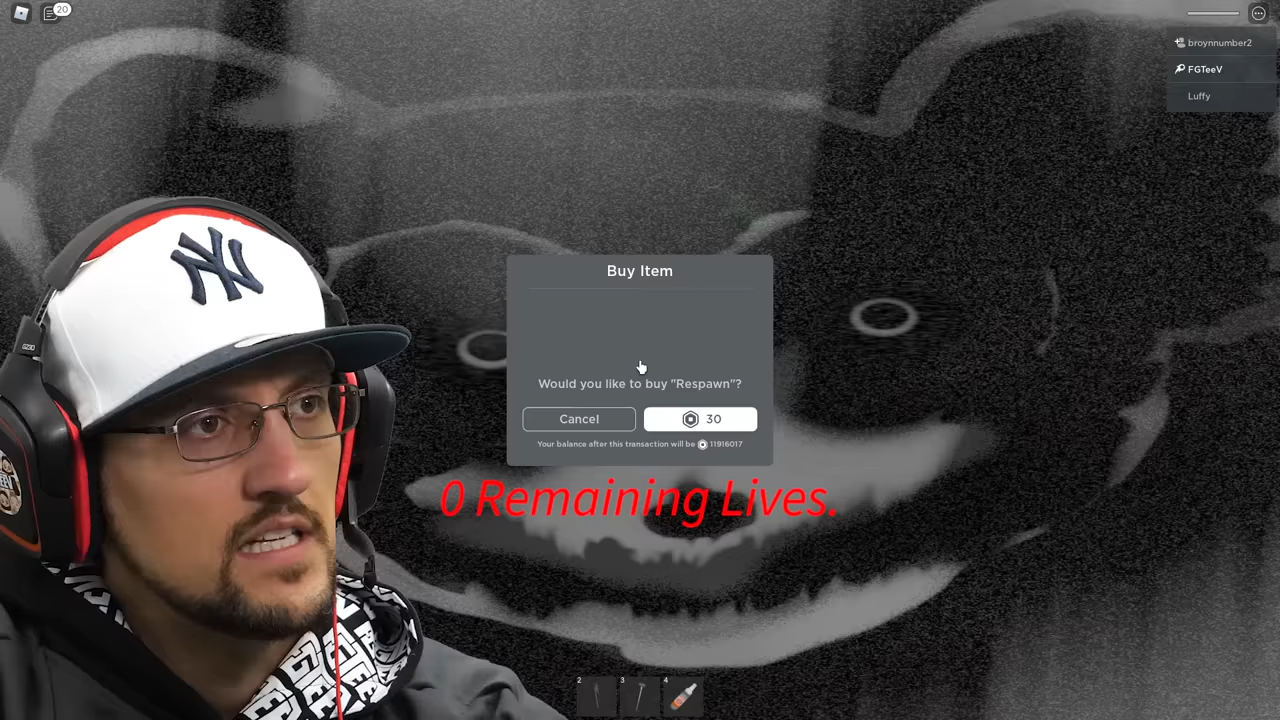 20
broynnumber2
FGTeeV
Luffy
NY
Buy Item
Would you like to buy "Respawn"?
Cancel
30
Your balance after this transaction will be 11916017
0 Remaining Lives.
2
3
4